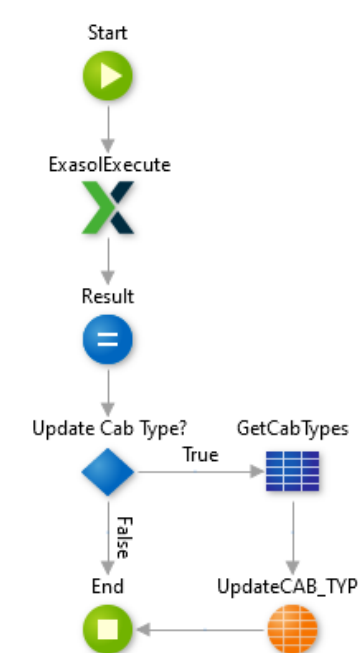 Start
ExasolExecute
Result
Update Cab Type?
GetCabTypes
True
False
End
UpdateCAB_TYP